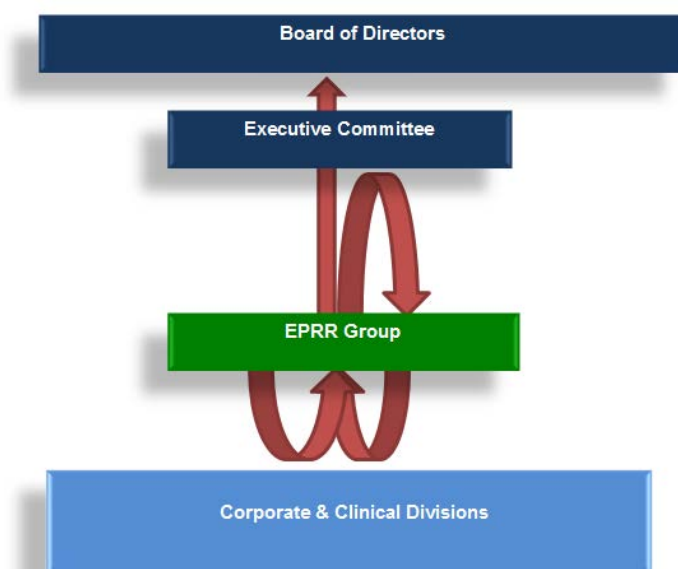 Board of Directors
Executive Committee
EPRR Group
Corporate & Clinical Divisions